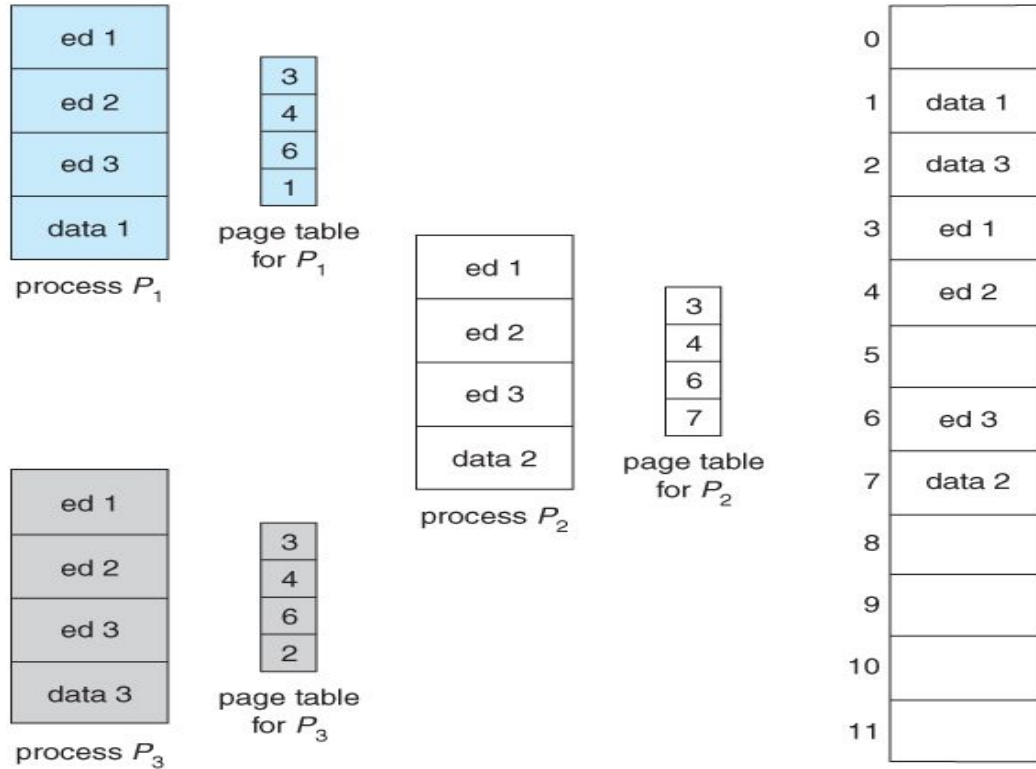 ed 1
ed 2
ed 3
data 1
process P1
3
4
6
1
page table
for P1
ed 1
ed 2
ed 3
data 2
process P2
3
4
6
7
page table
for P2
ed 1
ed 2
ed 3
data 3
process P3
3
4
6
2
page table
for P3
0
1 data 1
2 data 3
3 ed 1
4 ed 2
5
6 ed 3
7 data 2
8
9
10
11